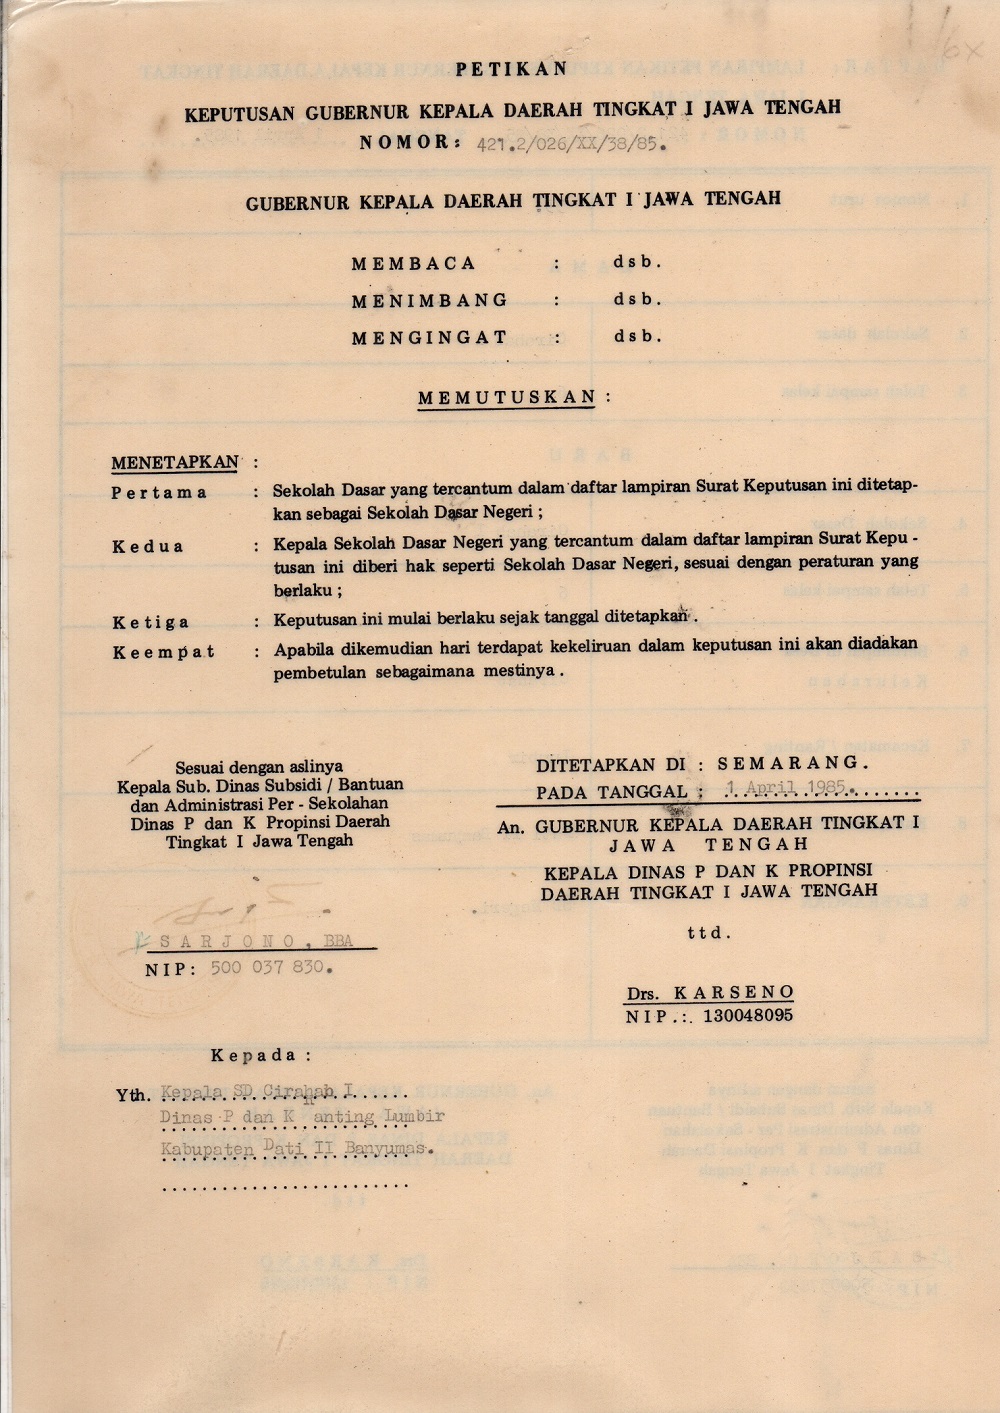 PETIKAN
KEPUTUSAN GUBERNUR KEPALA DAERAH TINGKAT I JAWA TENGAH
NOMOR: 421.2/026/XX/38/85.
GUBERNUR KEPALA DAERAH TINGKAT I JAWA TENGAH
MEMBACA : dsb.
MENIMBANG : dsb.
MENGINGAT : dsb.
MEMUTUSKAN :
MENETAPKAN :
Pertama : Sekolah Dasar yang tercantum dalam daftar lampiran Surat Keputusan ini ditetap-
kan sebagai Sekolah Dasar Negeri ;
Kedua : Kepala Sekolah Dasar Negeri yang tercantum dalam daftar lampiran Surat Kepu -
tusan ini diberi hak seperti Sekolah Dasar Negeri, sesuai dengan peraturan yang
berlaku ;
Ketiga : Keputusan ini mulai berlaku sejak tanggal ditetapkan .
Keempat : Apabila dikemudian hari terdapat kekeliruan dalam keputusan ini akan diadakan
pembetulan sebagaimana mestinya .
Sesuai dengan aslinya
Kepala Sub. Dinas Subsidi / Bantuan
dan Administrasi Per - Sekolahan
Dinas P dan K Propinsi Daerah
Tingkat I Jawa Tengah
SARJONO, BBA
NIP: 500 037 830.
DITETAPKAN DI : SEMARANG.
PADA TANGGAL : 1 April 1985.
An. GUBERNUR KEPALA DAERAH TINGKAT I
JAWA TENGAH
KEPALA DINAS P DAN K PROPINSI
DAERAH TINGKAT I JAWA TENGAH
ttd.
Drs. KARSENO
NIP.:. 130048095
Kepada :
Yth. Kepala SD Cirahab I
Dinas P dan K Ranting Lumbir
Kabupaten Dati II Banyumas.